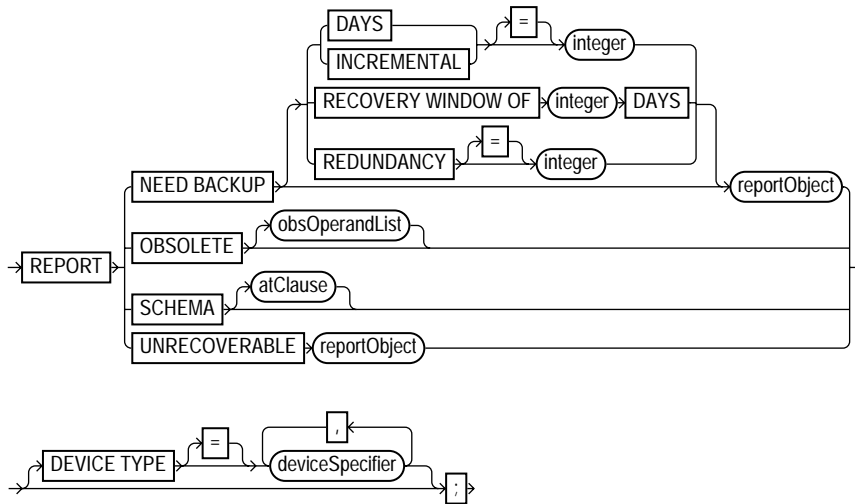 DAYS
=
integer
INCREMENTAL
RECOVERY WINDOW OF integer DAYS
REDUNDANCY = integer
NEED BACKUP reportObject
OBSOLETE obsOperandList
REPORT
SCHEMA atClause
UNRECOVERABLE reportObject
DEVICE TYPE = deviceSpecifier , ;